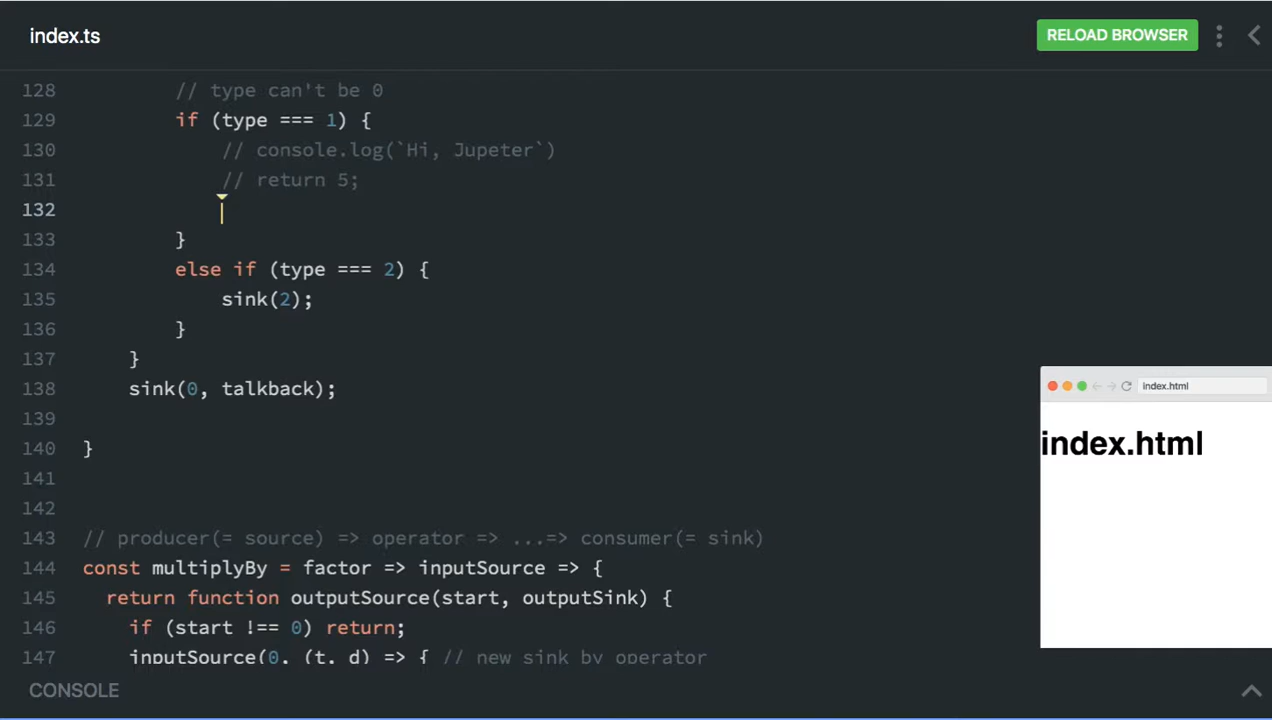 index.ts
RELOAD BROWSER
128 // type can't be 0
129 if (type === 1) {
130 // console.log(`Hi, Jupeter`)
131 // return 5;
132
133 }
134 else if (type === 2) {
135 sink(2);
136 }
137 }
138 sink(0, talkback);
139
140 }
141
142
143 // producer(= source) => operator => ...=> consumer(= sink)
144 const multiplyBy = factor => inputSource => {
145 return function outputSource(start, outputSink) {
146 if (start !== 0) return;
147 inputSource(0, (t, d) => { // new sink by operator
index.html
index.html
CONSOLE